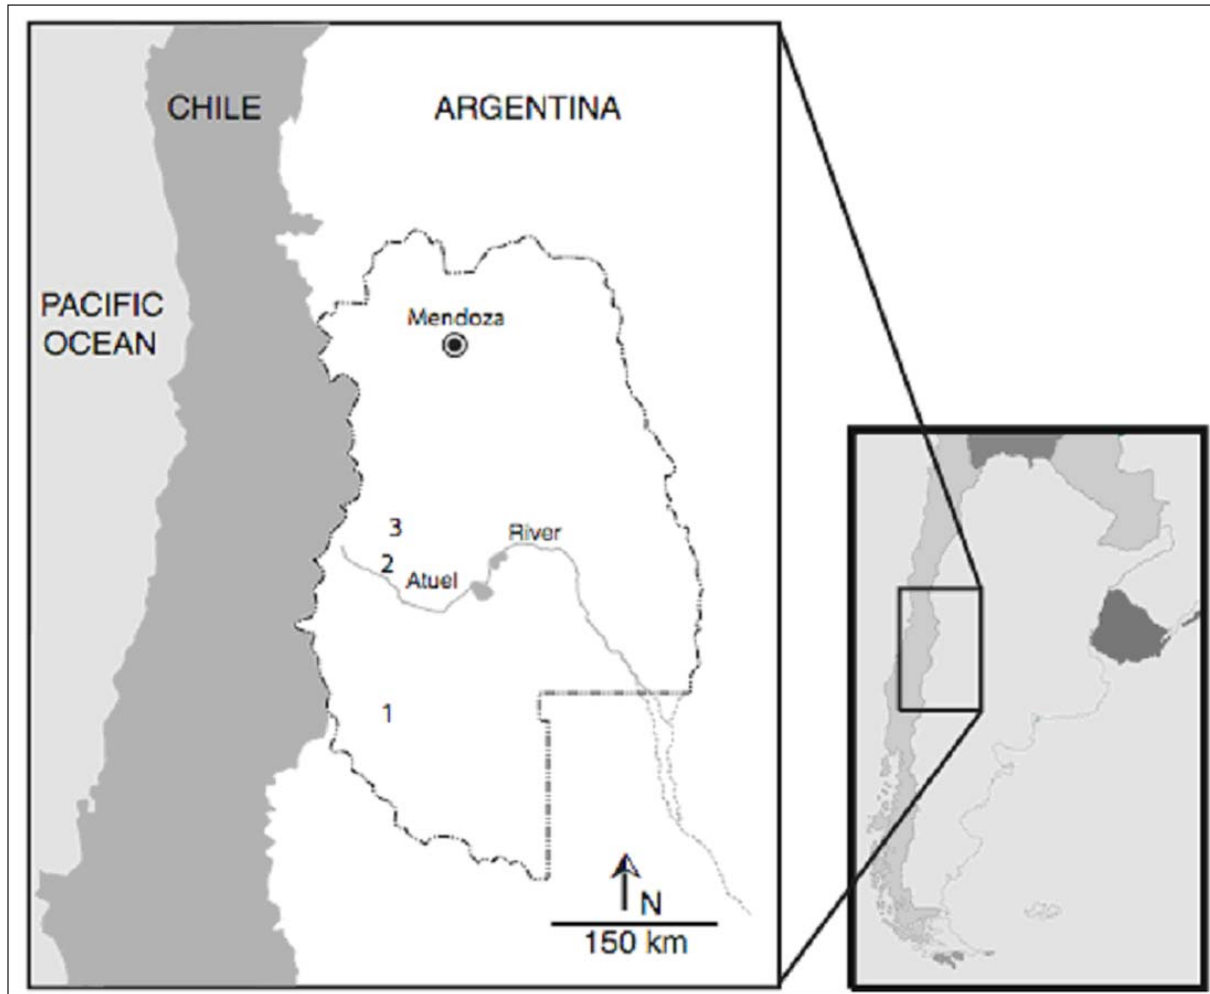 CHILE
ARGENTINA
PACIFIC
OCEAN
Mendoza
3
River
2
Atuel
1
N
150 km